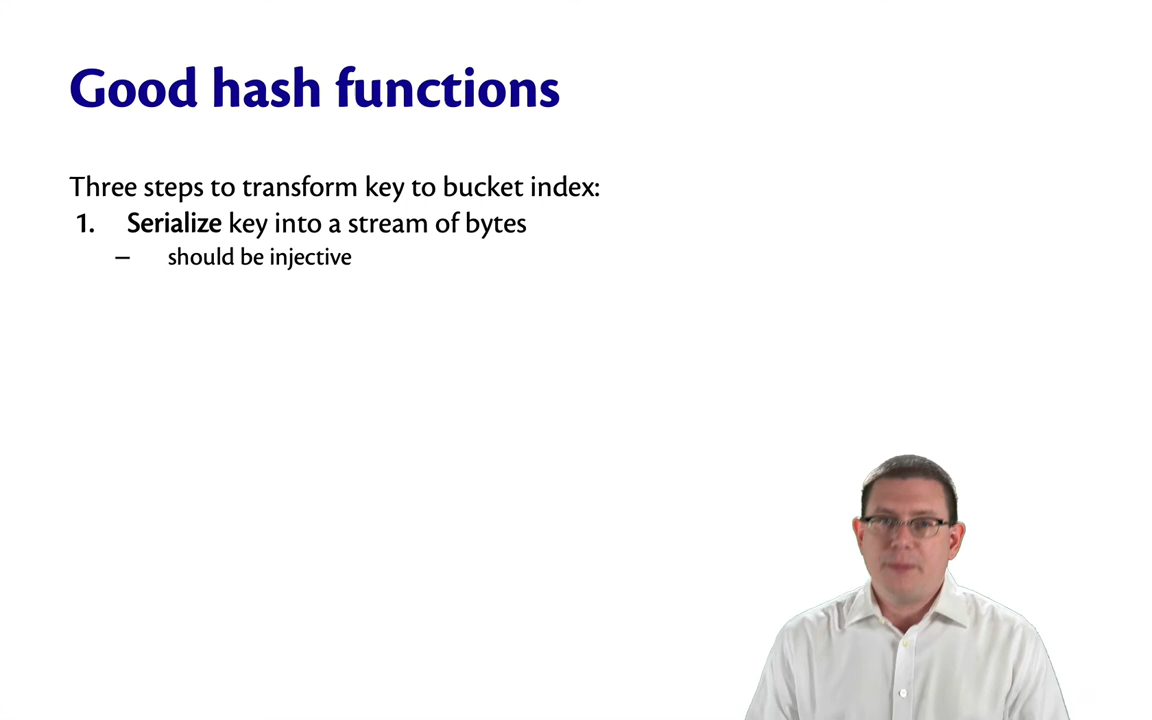 Good hash functions
Three steps to transform key to bucket index:
1. Serialize key into a stream of bytes
– should be injective